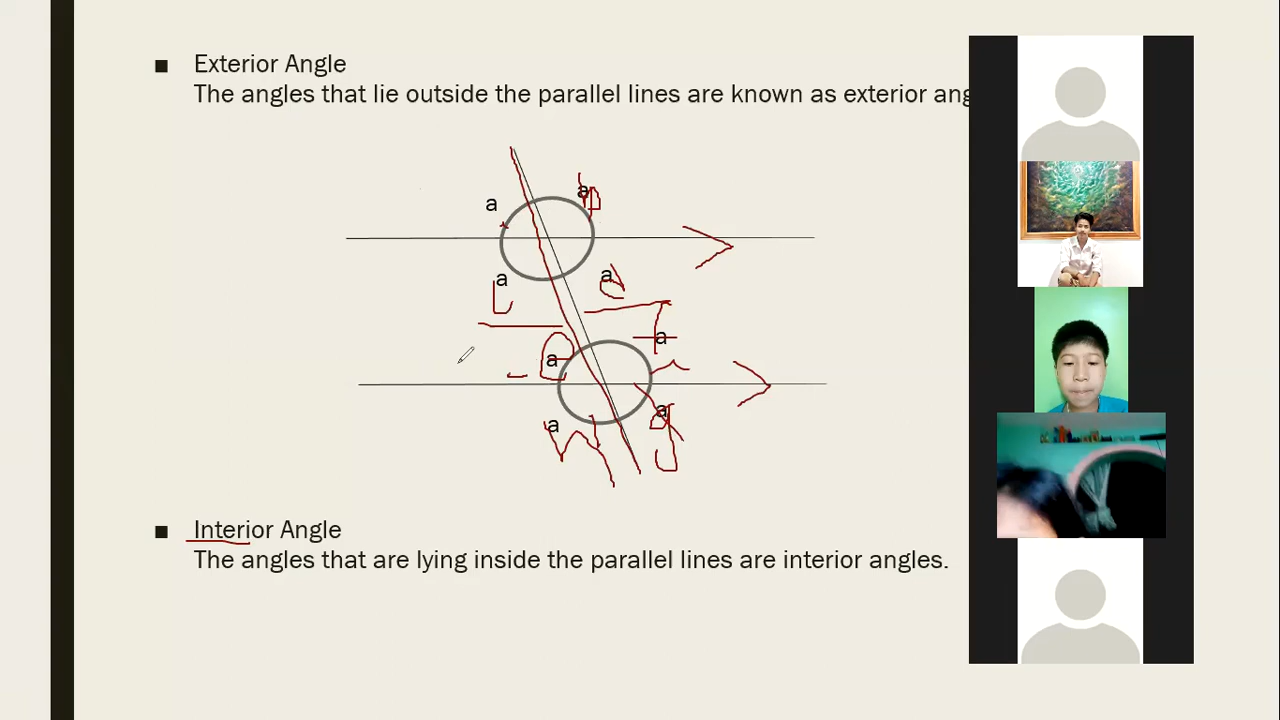 ■ Exterior Angle
The angles that lie outside the parallel lines are known as exterior ang
a a b
a a
a
a
a a
■ Interior Angle
The angles that are lying inside the parallel lines are interior angles.